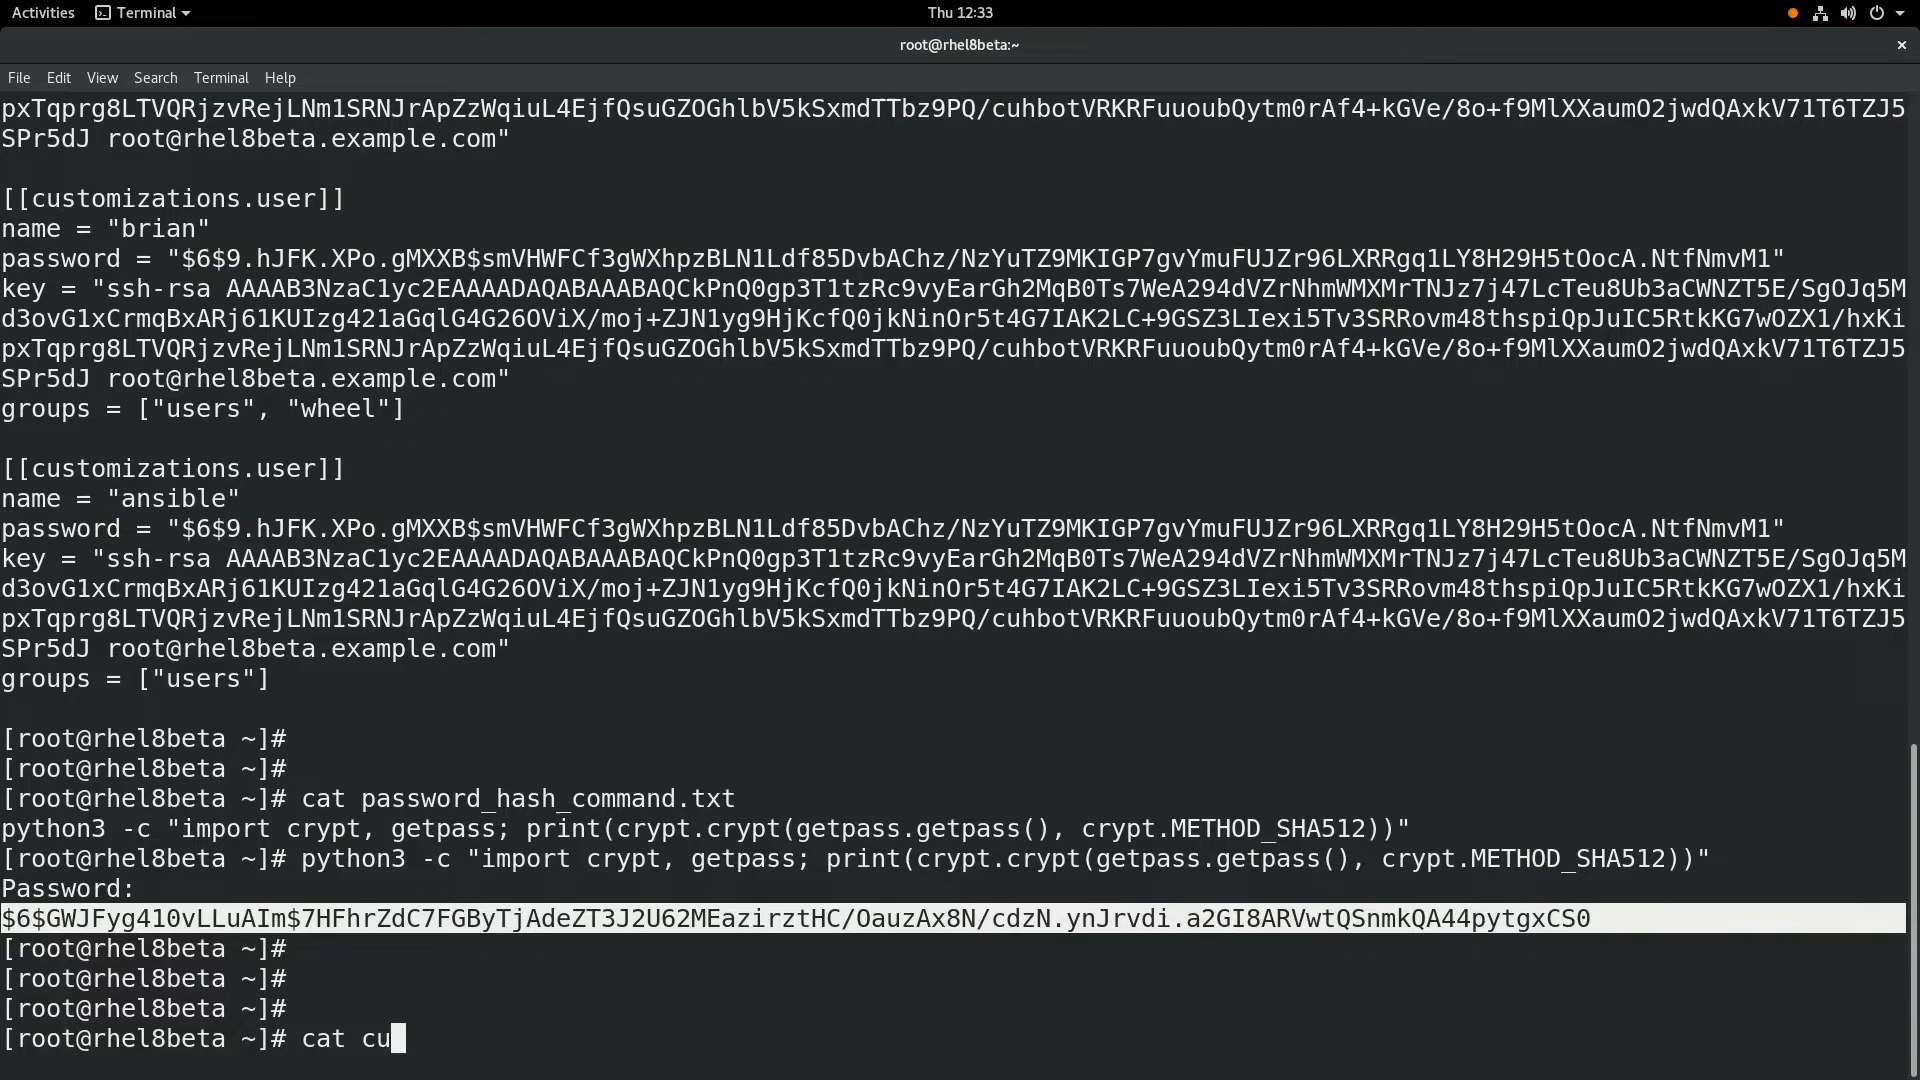 Activities Terminal Thu 12:33
root@rhel8beta:~
File Edit View Search Terminal Help
pxTqprg8LTVQRjzvRejLNm1SRNJrApZzWqiuL4EjfQsuGZOGhlbV5kSxmdTTbz9PQ/cuhbotVRKRFuuoubQytm0rAf4+kGVe/8o+f9MlXXaumO2jwdQAxkV71T6TZJ5
SPr5dJ root@rhel8beta.example.com"
[[customizations.user]]
name = "brian"
password = "$6$9.hJFK.XPo.gMXXB$smVHWFCf3gWXhpzBLN1Ldf85DvbAChz/NzYuTZ9MKIGP7gvYmuFUJZr96LXRRgq1LY8H29H5tOocA.NtfNmvM1"
key = "ssh-rsa AAAAB3NzaC1yc2EAAAADAQABAAABAQCkPnQ0gp3T1tzRc9vyEarGh2MqB0Ts7WeA294dVZrNhmWMXMrTNJz7j47LcTeu8Ub3aCWNZT5E/SgOJq5M
d3ovG1xCrmqBxARj61KUIzg421aGqlG4G26OViX/moj+ZJN1yg9HjKcfQ0jkNinOr5t4G7IAK2LC+9GSZ3LIexi5Tv3SRRovm48thspiQpJuIC5RtkKG7wOZX1/hxKi
pxTqprg8LTVQRjzvRejLNm1SRNJrApZzWqiuL4EjfQsuGZOGhlbV5kSxmdTTbz9PQ/cuhbotVRKRFuuoubQytm0rAf4+kGVe/8o+f9MlXXaumO2jwdQAxkV71T6TZJ5
SPr5dJ root@rhel8beta.example.com"
groups = ["users", "wheel"]
[[customizations.user]]
name = "ansible"
password = "$6$9.hJFK.XPo.gMXXB$smVHWFCf3gWXhpzBLN1Ldf85DvbAChz/NzYuTZ9MKIGP7gvYmuFUJZr96LXRRgq1LY8H29H5tOocA.NtfNmvM1"
key = "ssh-rsa AAAAB3NzaC1yc2EAAAADAQABAAABAQCkPnQ0gp3T1tzRc9vyEarGh2MqB0Ts7WeA294dVZrNhmWMXMrTNJz7j47LcTeu8Ub3aCWNZT5E/SgOJq5M
d3ovG1xCrmqBxARj61KUIzg421aGqlG4G26OViX/moj+ZJN1yg9HjKcfQ0jkNinOr5t4G7IAK2LC+9GSZ3LIexi5Tv3SRRovm48thspiQpJuIC5RtkKG7wOZX1/hxKi
pxTqprg8LTVQRjzvRejLNm1SRNJrApZzWqiuL4EjfQsuGZOGhlbV5kSxmdTTbz9PQ/cuhbotVRKRFuuoubQytm0rAf4+kGVe/8o+f9MlXXaumO2jwdQAxkV71T6TZJ5
SPr5dJ root@rhel8beta.example.com"
groups = ["users"]
[root@rhel8beta ~]#
[root@rhel8beta ~]#
[root@rhel8beta ~]# cat password_hash_command.txt
python3 -c "import crypt, getpass; print(crypt.crypt(getpass.getpass(), crypt.METHOD_SHA512))"
[root@rhel8beta ~]# python3 -c "import crypt, getpass; print(crypt.crypt(getpass.getpass(), crypt.METHOD_SHA512))"
Password:
$6$GWJFyg410vLLuAIm$7HFhrZdC7FGByTjAdeZT3J2U62MEazirztHC/OauzAx8N/cdzN.ynJrvdi.a2GI8ARVwtQSnmkQA44pytgxCS0
[root@rhel8beta ~]#
[root@rhel8beta ~]#
[root@rhel8beta ~]#
[root@rhel8beta ~]# cat cu